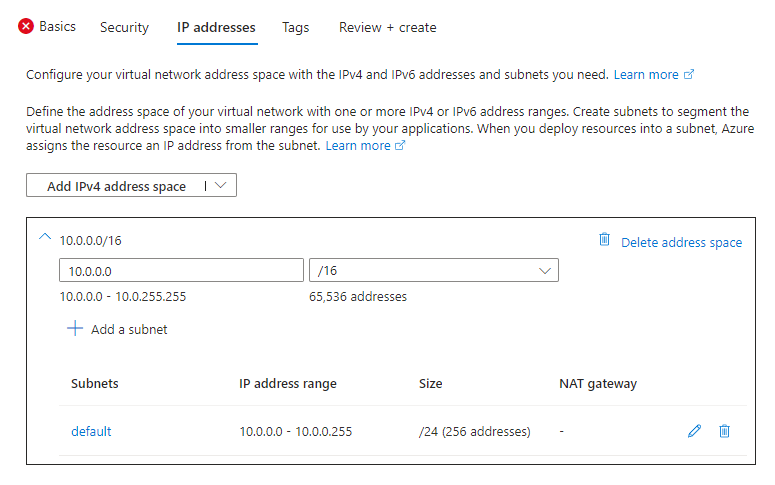 Basics Security IP addresses Tags Review + create
Configure your virtual network address space with the IPv4 and IPv6 addresses and subnets you need. Learn more
Define the address space of your virtual network with one or more IPv4 or IPv6 address ranges. Create subnets to segment the
virtual network address space into smaller ranges for use by your applications. When you deploy resources into a subnet, Azure
assigns the resource an IP address from the subnet. Learn more
Add IPv4 address space |
10.0.0.0/16 Delete address space
10.0.0.0 /16
10.0.0.0 - 10.0.255.255 65,536 addresses
Add a subnet
Subnets IP address range Size NAT gateway
default 10.0.0.0 - 10.0.0.255 /24 (256 addresses) -